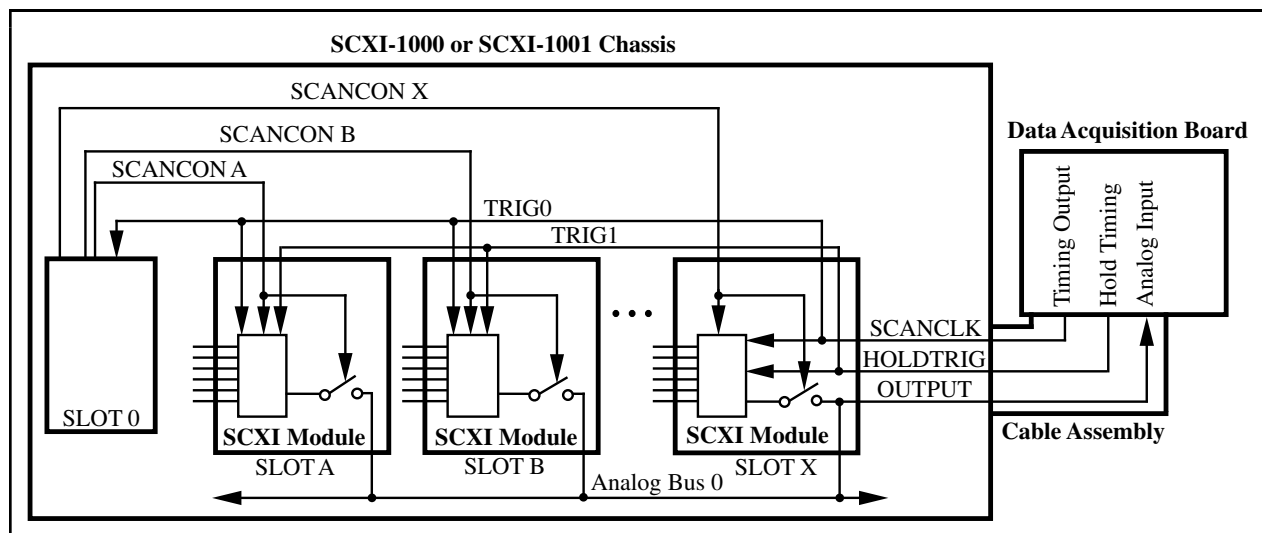 SCXI-1000 or SCXI-1001 Chassis
SCANCON X
SCANCON B
SCANCON A
TRIG0
TRIG1
Data Acquisition Board
Timing Output
Hold Timing
Analog Input
SCANCLK
HOLDTRIG
OUTPUT
Cable Assembly
SLOT 0
SCXI Module
SLOT A
SCXI Module
SLOT B
SCXI Module
SLOT X
Analog Bus 0